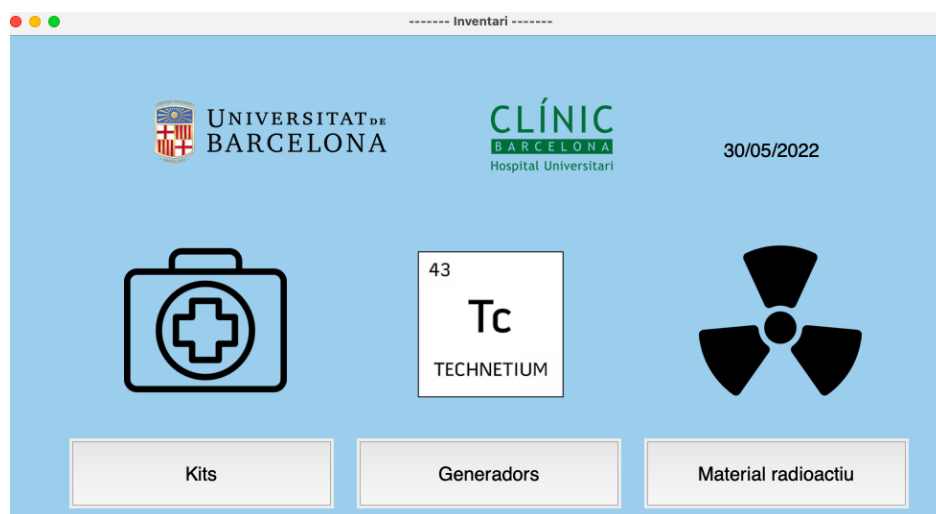 ------- Inventari -------
UNIVERSITAT DE
BARCELONA
CLÍNIC
BARCELONA
Hospital Universitari
30/05/2022
43
Tc
TECHNETIUM
Kits
Generadors
Material radioactiu